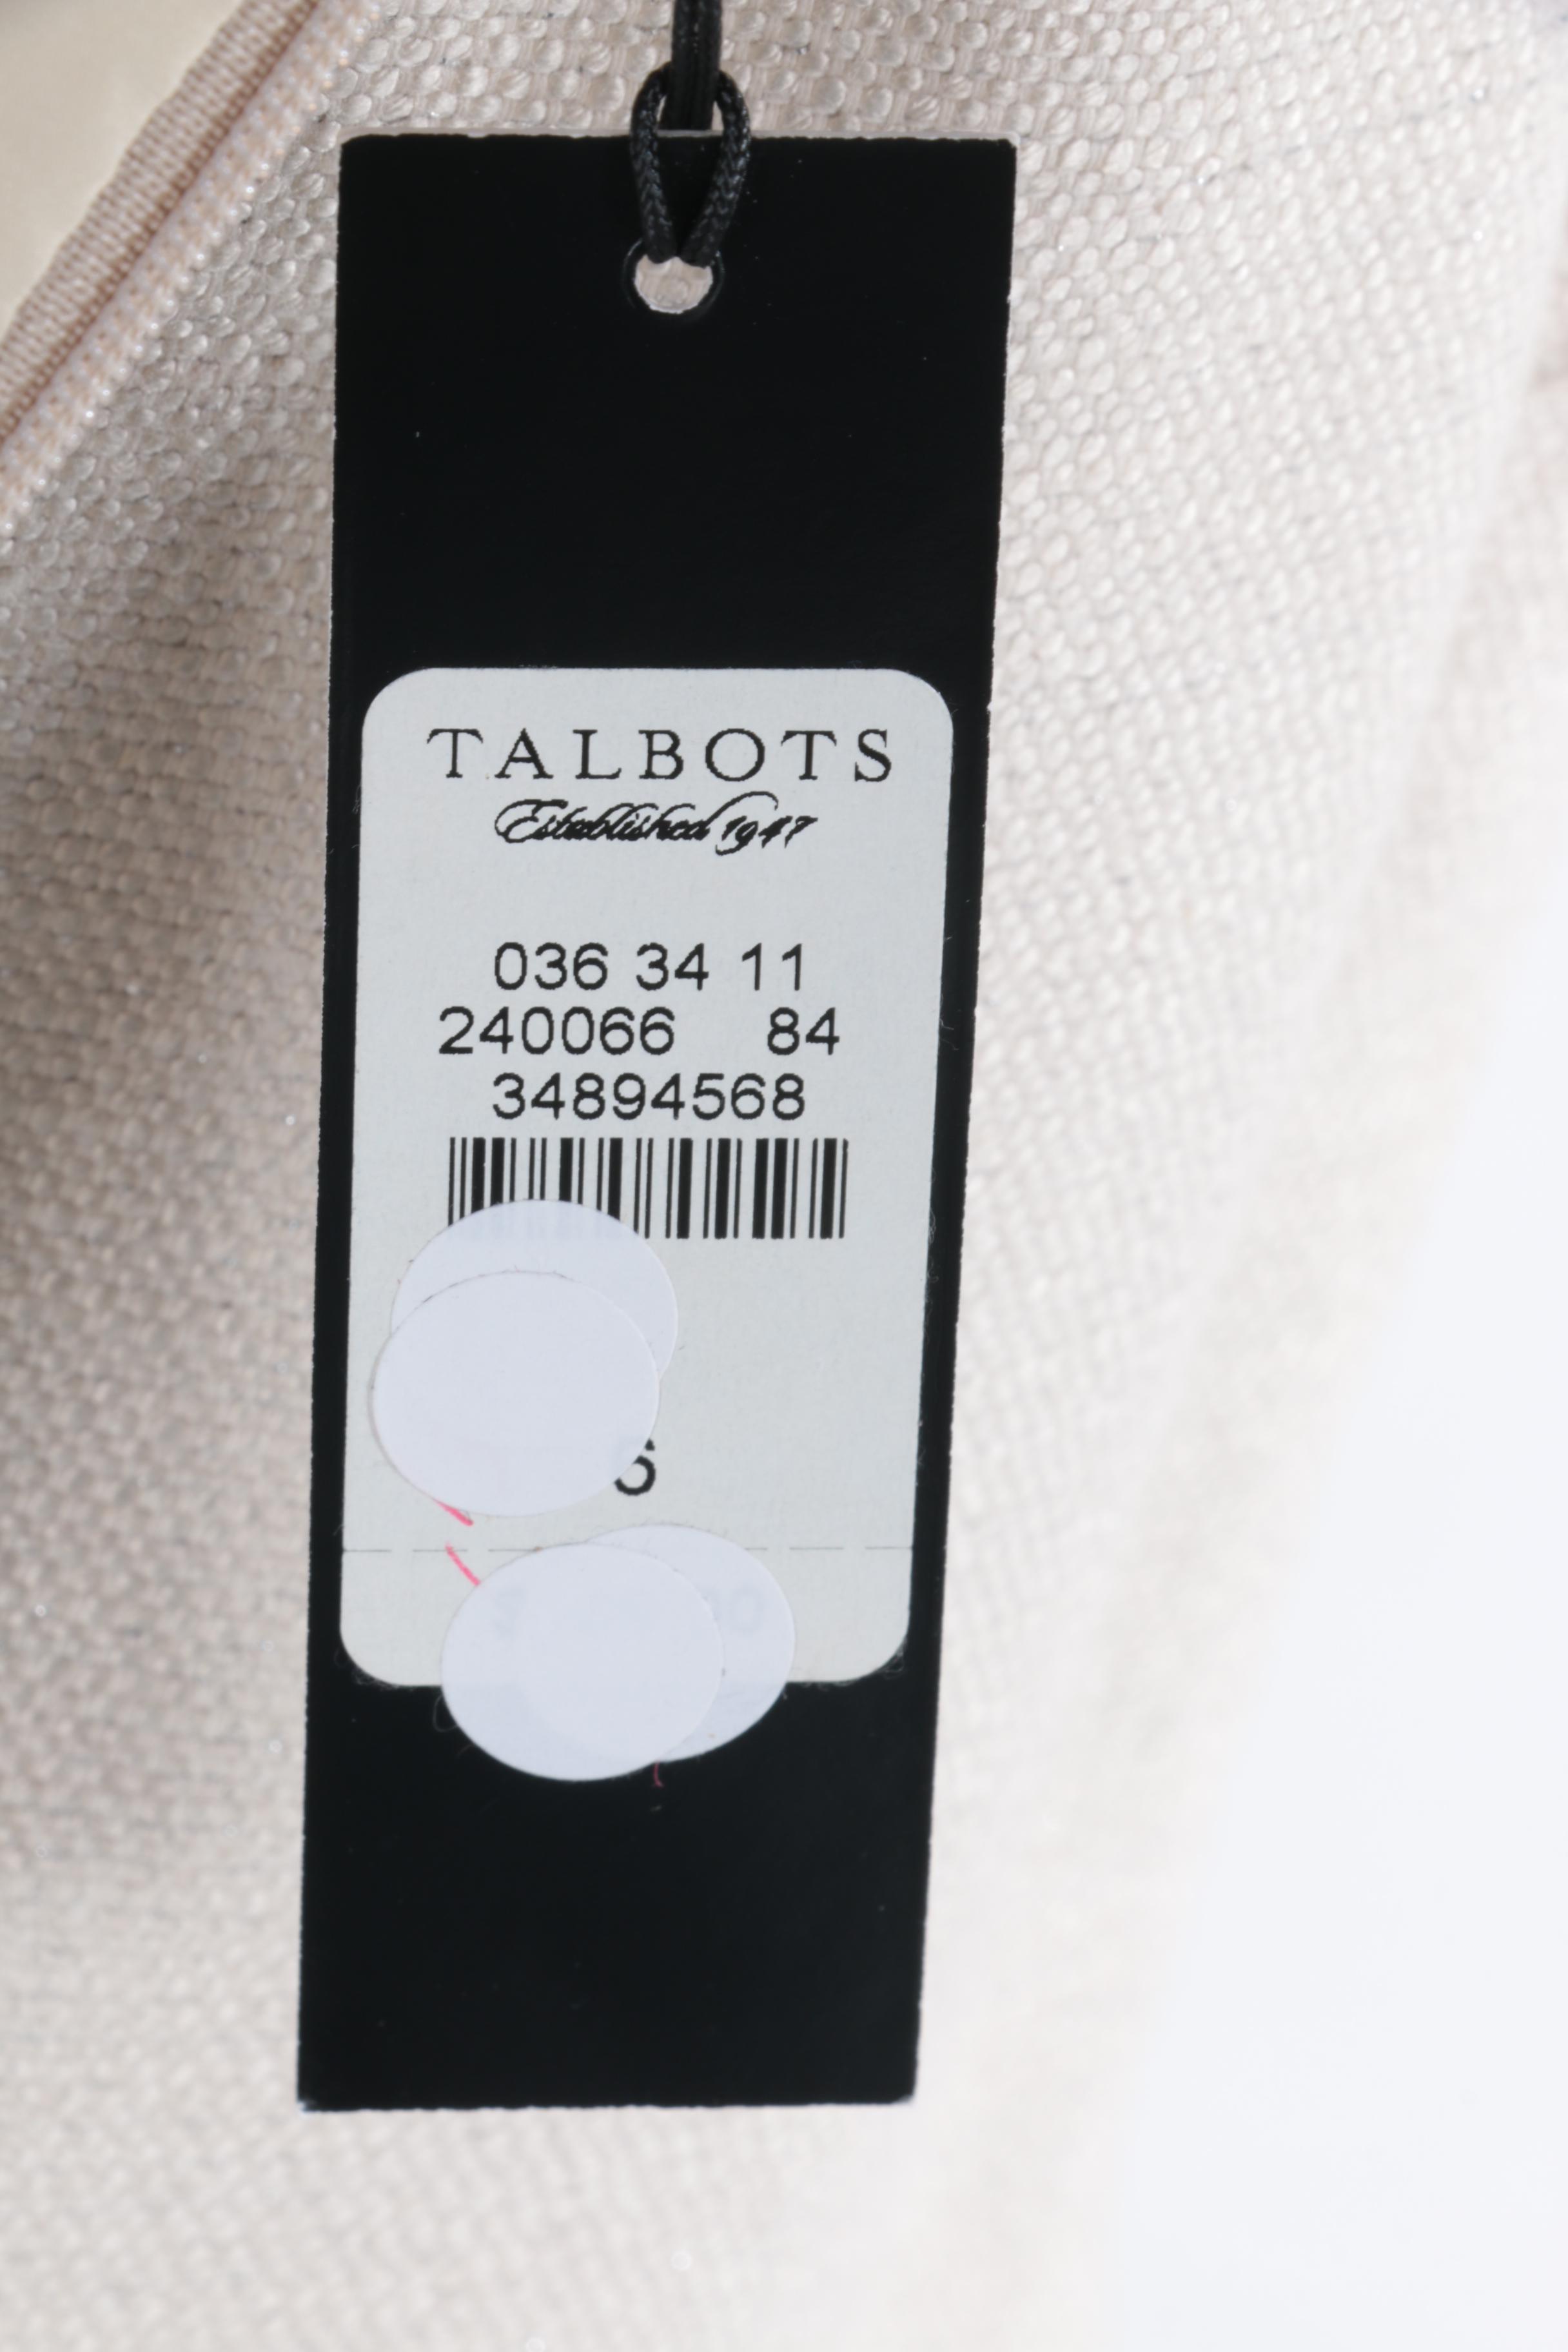 TALBOTS
Established 1947
036 34 11
240066 84
34894568